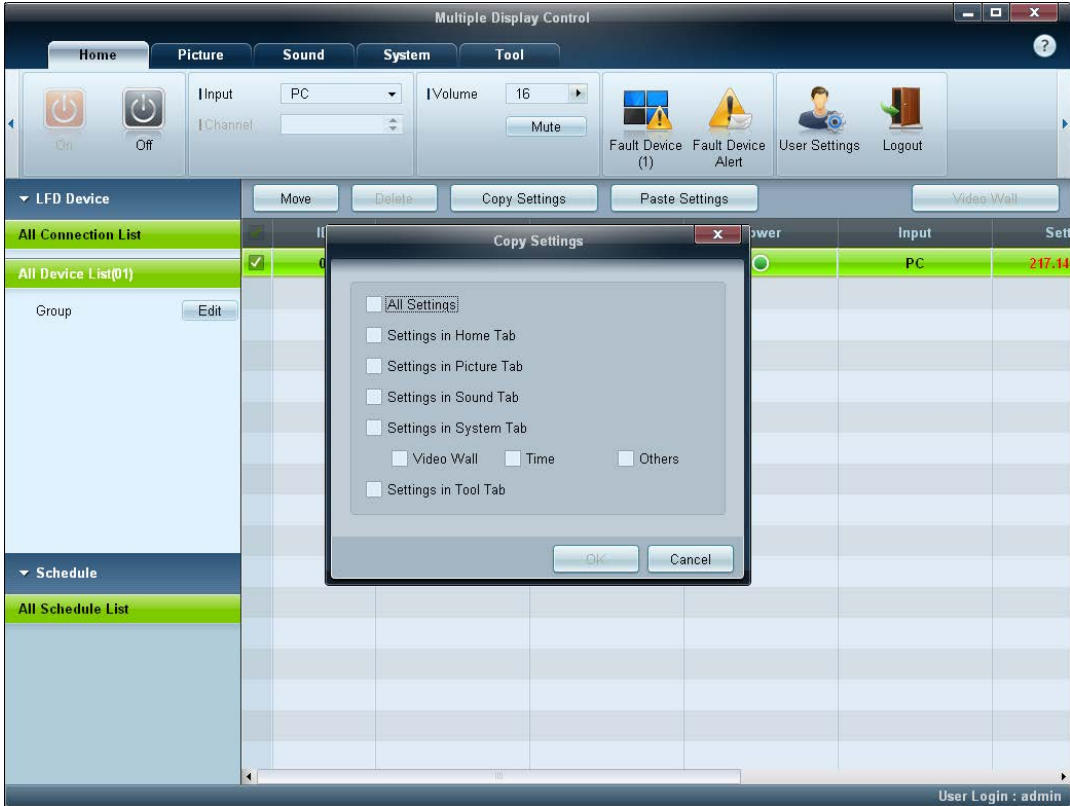 Multiple Display Control
Home Picture Sound System Tool
Input PC Volume 16
On Off Channel Mute
Fault Device (1) Fault Device Alert User Settings Logout
LFD Device Move Delete Copy Settings Paste Settings Video Wall
All Connection List Input
Copy Settings
All Device List(01) PC 217.14
Group Edit
All Settings
Settings in Home Tab
Settings in Picture Tab
Settings in Sound Tab
Settings in System Tab
Video Wall Time Others
Settings in Tool Tab
OK Cancel
Schedule
All Schedule List
User Login : admin